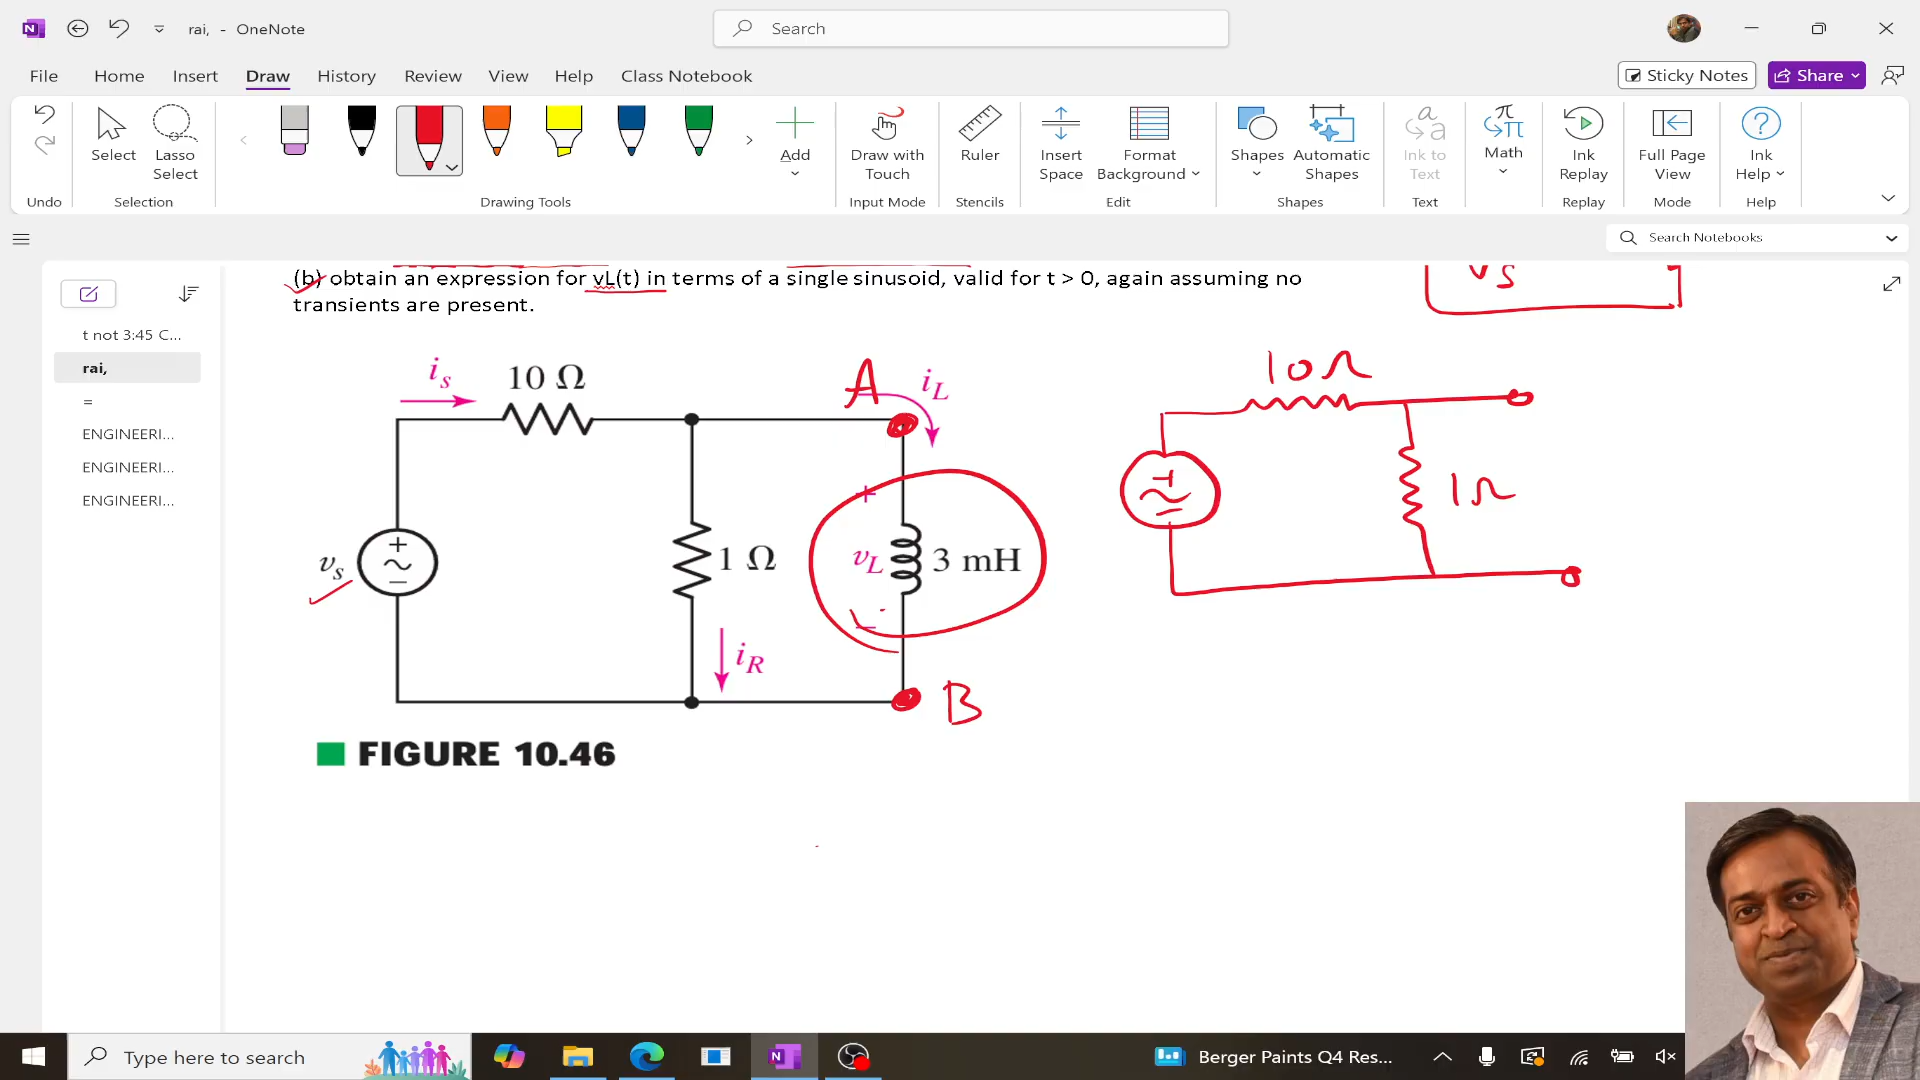 rai, - OneNote
Search
File Home Insert Draw History Review View Help Class Notebook
Sticky Notes
Share
Select
Lasso Select
Add
Draw with Touch
Ruler
Insert Space
Format Background
Shapes
Automatic Shapes
Ink to Text
Math
Ink Replay
Full Page View
Ink Help
Undo
Selection
Drawing Tools
Input Mode
Stencils
Edit
Shapes
Text
Replay
Mode
Help
Search Notebooks
t not 3:45 C...
rai,
=
ENGINEERI...
ENGINEERI...
ENGINEERI...
(b) obtain an expression for vL(t) in terms of a single sinusoid, valid for t > 0, again assuming no
transients are present.
Vs
is
10 Ω
A
iL
10Ω
+
vs
+
−
1 Ω
vL
3 mH
−
iR
B
+
1Ω
FIGURE 10.46
Type here to search
Berger Paints Q4 Res...